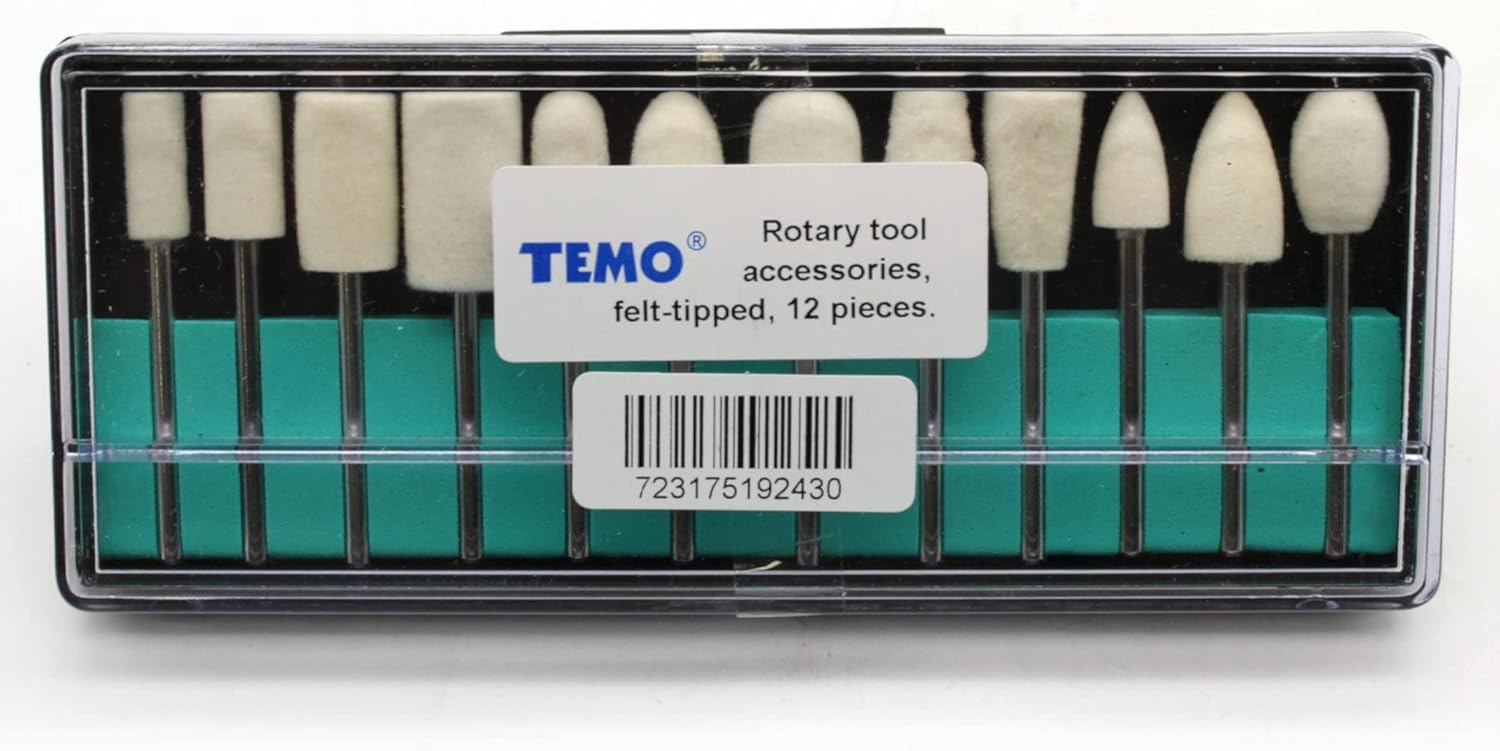 TEMO® Rotary tool
accessories,
felt-tipped, 12 pieces.
723175192430